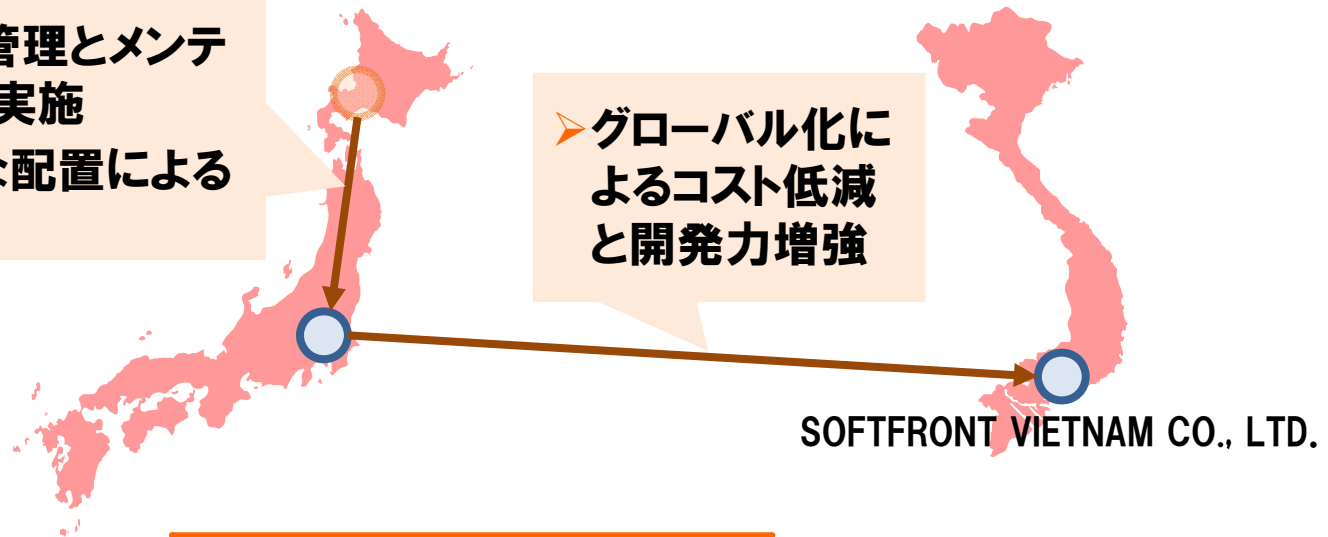 管理とメンテ
実施
な配置による
➢グローバル化に
よるコスト低減
と開発力増強
SOFTFRONT VIETNAM CO., LTD.